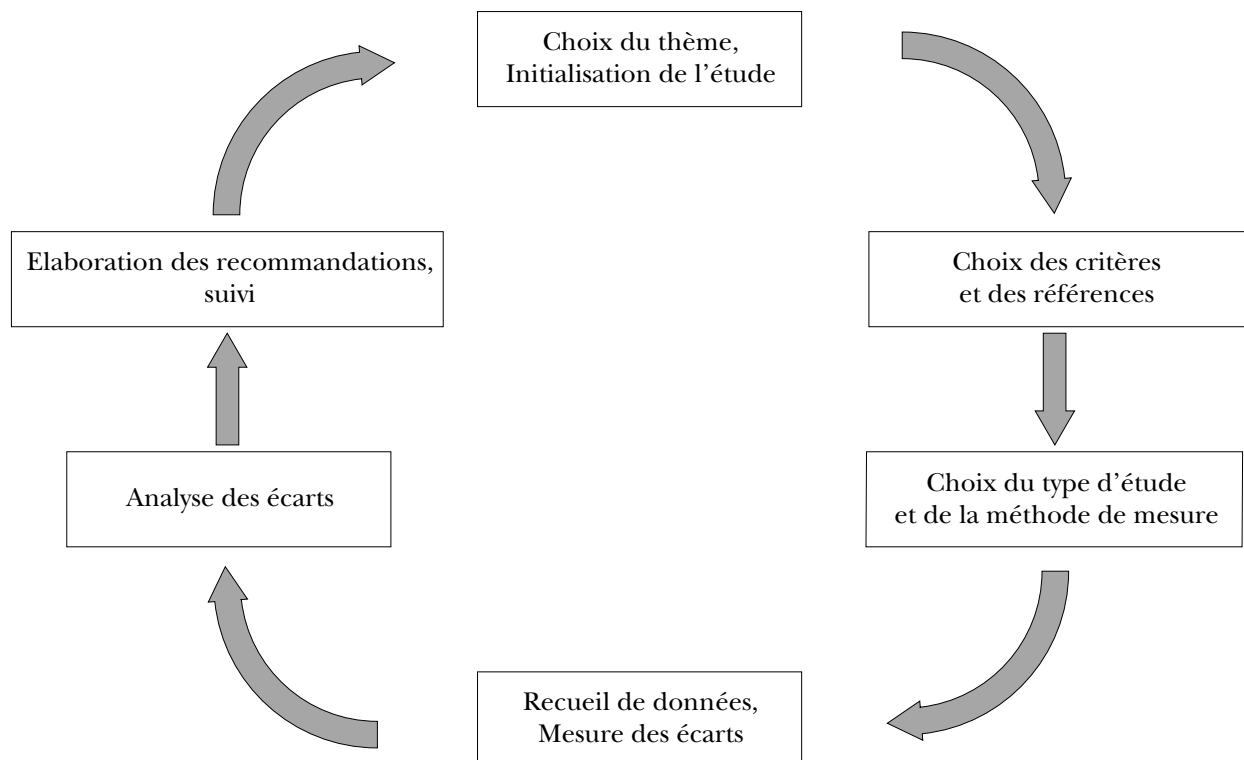 Choix du thème,
Initialisation de l’étude
Elaboration des recommandations,
suivi
Choix des critères
et des références
Analyse des écarts
Choix du type d’étude
et de la méthode de mesure
Recueil de données,
Mesure des écarts